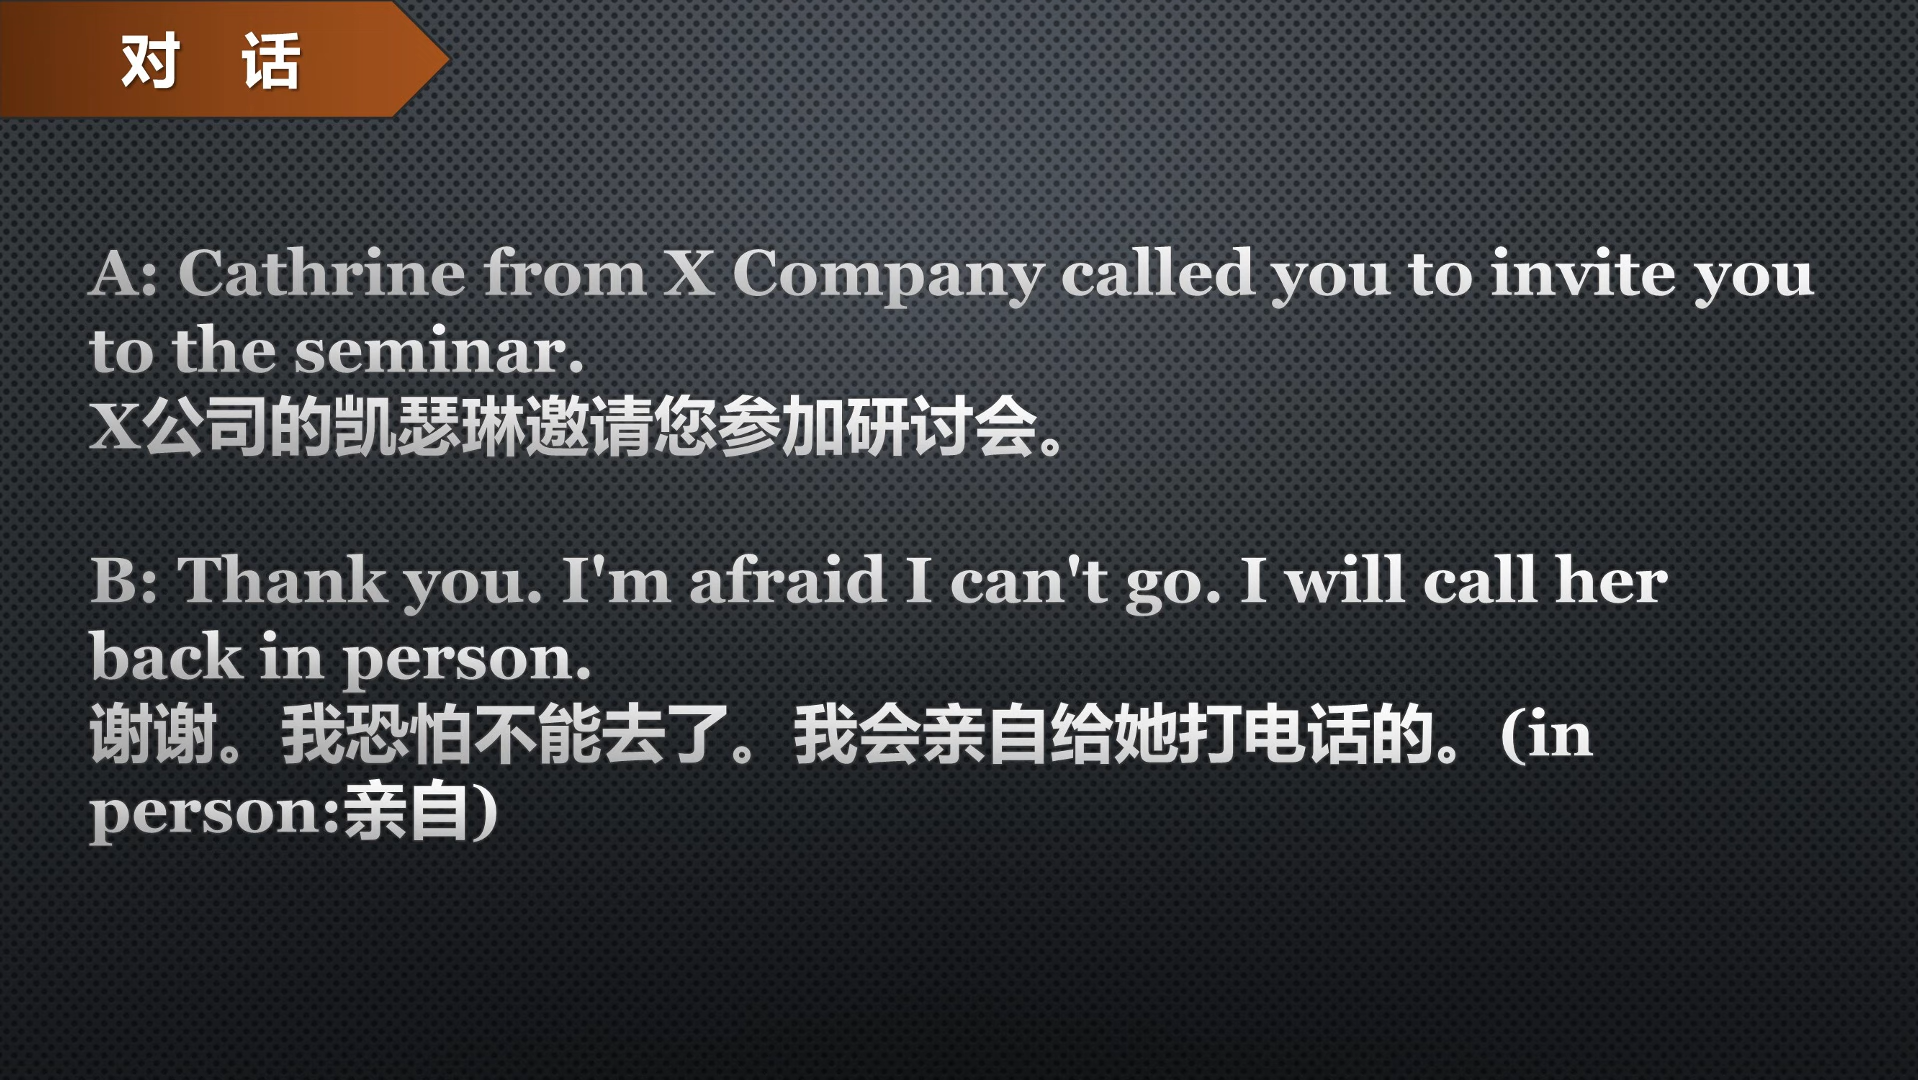 对 话
A: Cathrine from X Company called you to invite you
to the seminar.
X公司的凯瑟琳邀请您参加研讨会。
B: Thank you. I'm afraid I can't go. I will call her
back in person.
谢谢。我恐怕不能去了。我会亲自给她打电话的。(in
person:亲自)